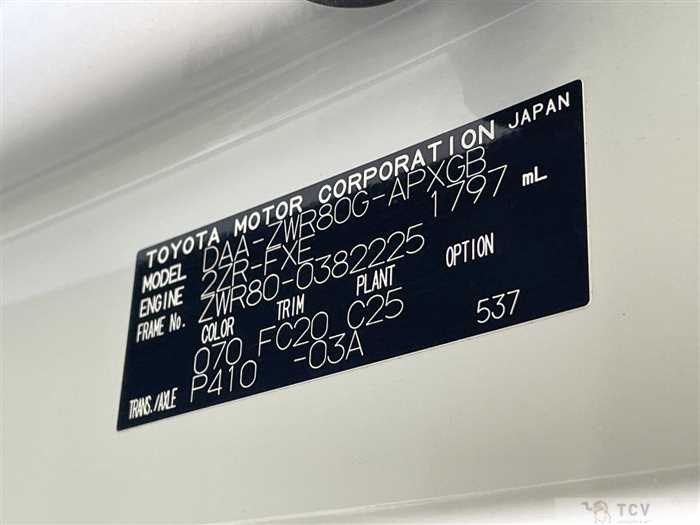 TOYOTA MOTOR CORPORATION JAPAN
MODEL DAA-ZWR80G-APXGB
ENGINE 2ZR-FXE 1797 mL
FRAME No. ZWR80-0382225
COLOR TRIM PLANT OPTION
070 FC20 C25 537
TRANS./AXLE P410 -03A
TCV